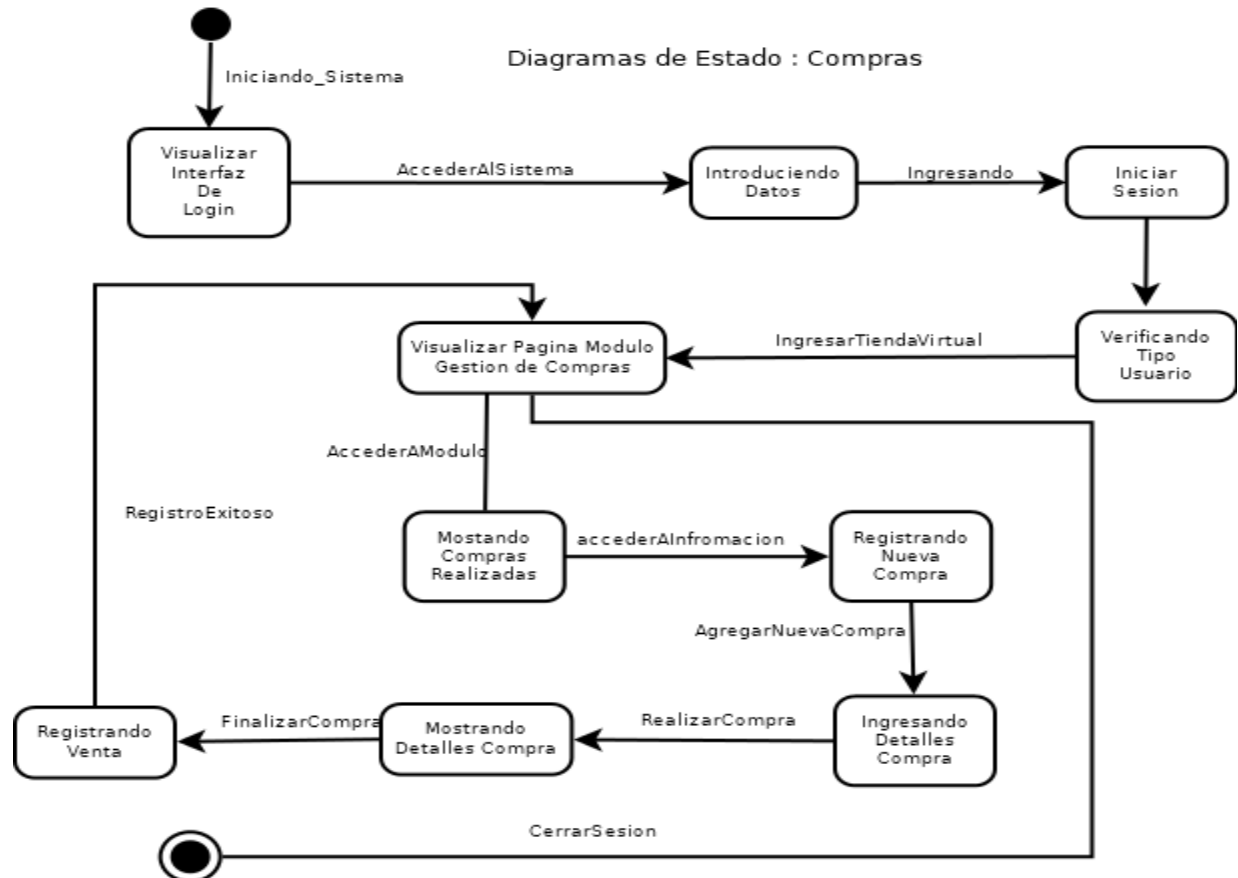 Diagramas de Estado : Compras
Iniciando_Sistema
Visualizar
Interfaz
De
Login
AccederAlSistema
Introduciendo
Datos
Ingresando
Iniciar
Sesion
Verificando
Tipo
Usuario
IngresarTiendaVirtual
Visualizar Pagina Modulo
Gestion de Compras
AccederAModulo
RegistroExitoso
Mostando
Compras
Realizadas
accederAInfromacion
Registrando
Nueva
Compra
AgregarNuevaCompra
Ingresando
Detalles
Compra
RealizarCompra
Mostrando
Detalles Compra
FinalizarCompra
Registrando
Venta
CerrarSesion